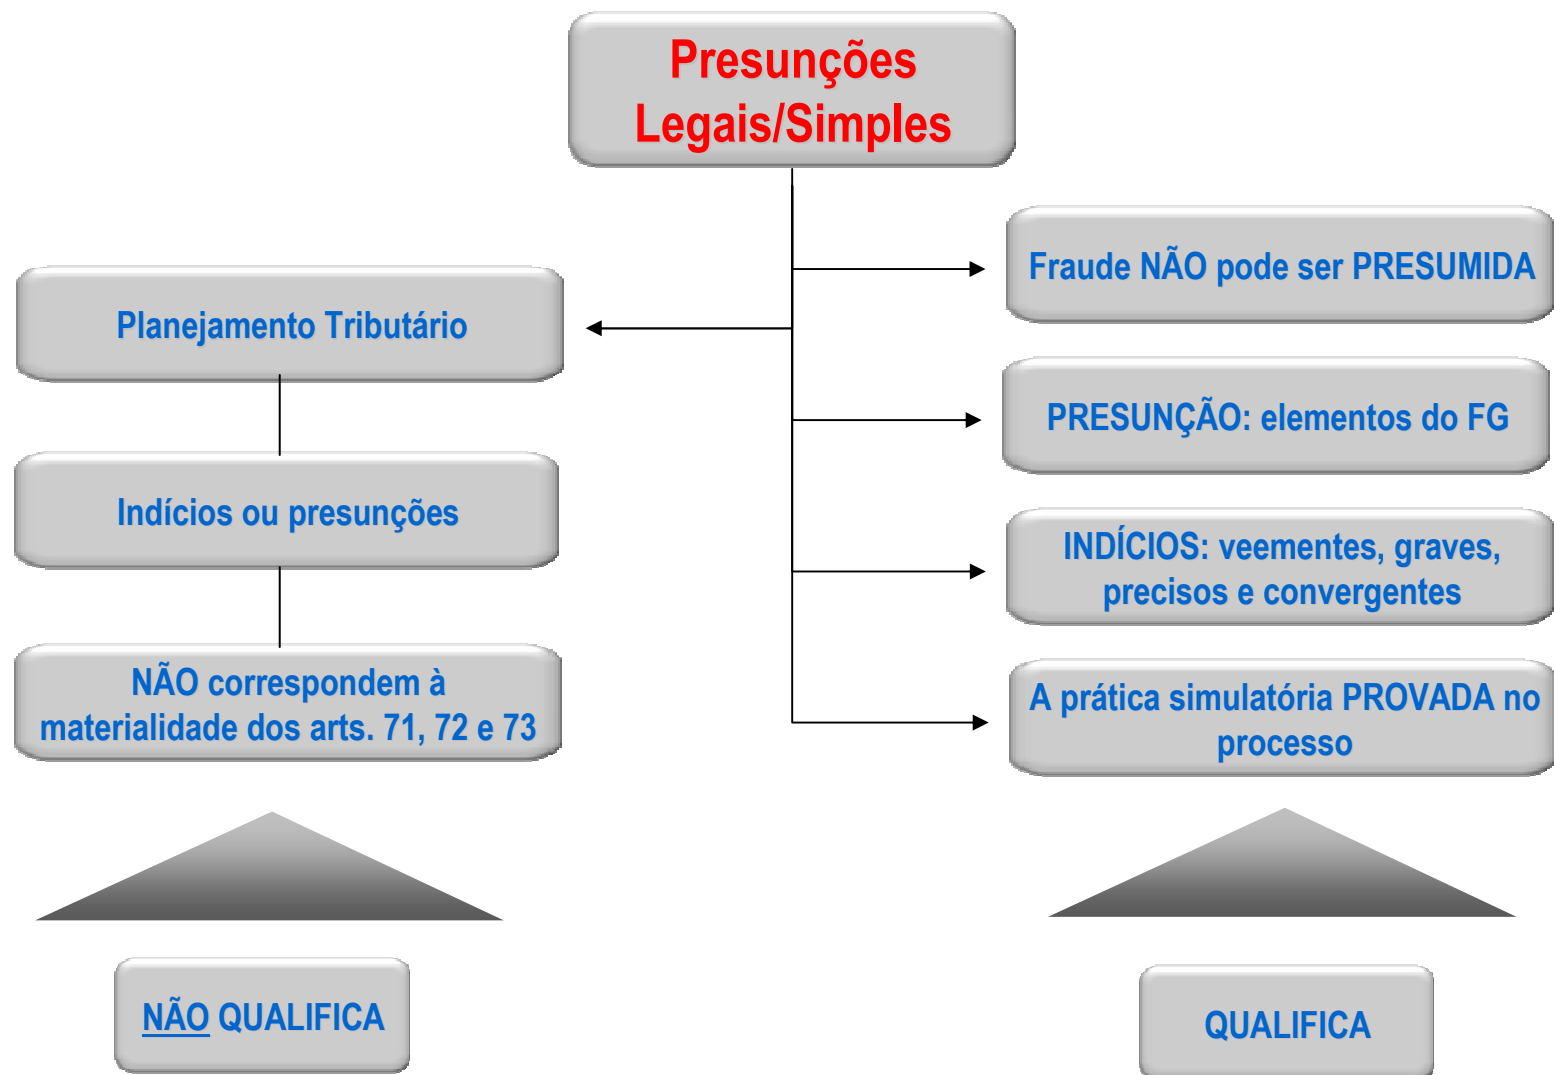 Presunções
Legais/Simples
Planejamento Tributário
Indícios ou presunções
NÃO correspondem à
materialidade dos arts. 71, 72 e 73
NÃO QUALIFICA
Fraude NÃO pode ser PRESUMIDA
PRESUNÇÃO: elementos do FG
INDÍCIOS: veementes, graves,
precisos e convergentes
A prática simulatória PROVADA no
processo
QUALIFICA